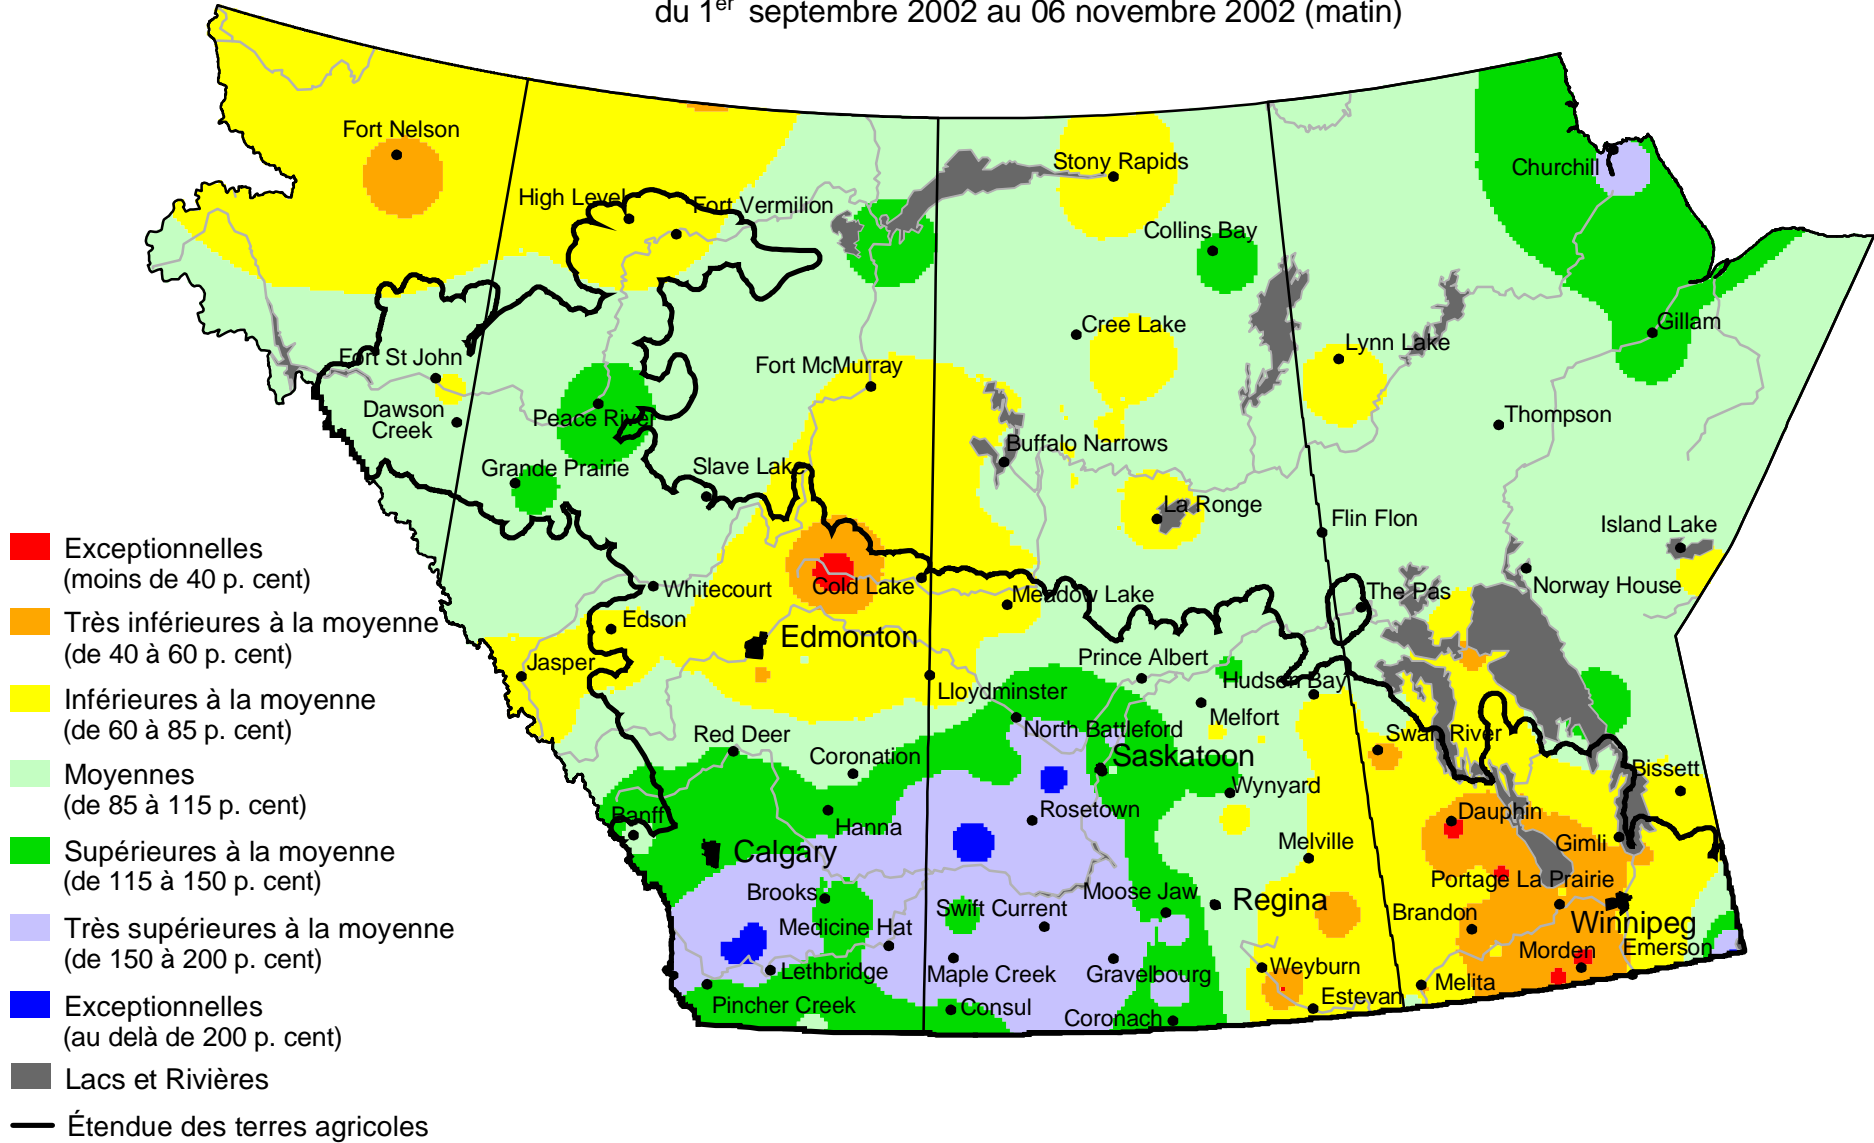 du 1er septembre 2002 au 06 novembre 2002 (matin)
Fort Nelson
Stony Rapids
Churchill
High Level
Fort Vermilion
Collins Bay
Gillam
Cree Lake
Lynn Lake
Fort St John
Fort McMurray
Dawson
Creek
Peace River
Thompson
Buffalo Narrows
Grande Prairie
Slave Lake
La Ronge
Flin Flon
Island Lake
Whitecourt
Cold Lake
Meadow Lake
The Pas
Norway House
Edson
Edmonton
Jasper
Prince Albert
Hudson Bay
Lloydminster
Melfort
North Battleford
Red Deer
Swan River
Coronation
Saskatoon
Bissett
Wynyard
Banff
Hanna
Rosetown
Dauphin
Calgary
Melville
Gimli
Brooks
Moose Jaw
Portage La Prairie
Swift Current
Regina
Brandon
Winnipeg
Medicine Hat
Morden
Emerson
Lethbridge
Maple Creek
Gravelbourg
Weyburn
Melita
Pincher Creek
Consul
Coronach
Estevan
Exceptionnelles
(moins de 40 p. cent)
Très inférieures à la moyenne
(de 40 à 60 p. cent)
Inférieures à la moyenne
(de 60 à 85 p. cent)
Moyennes
(de 85 à 115 p. cent)
Supérieures à la moyenne
(de 115 à 150 p. cent)
Très supérieures à la moyenne
(de 150 à 200 p. cent)
Exceptionnelles
(au delà de 200 p. cent)
Lacs et Rivières
Étendue des terres agricoles